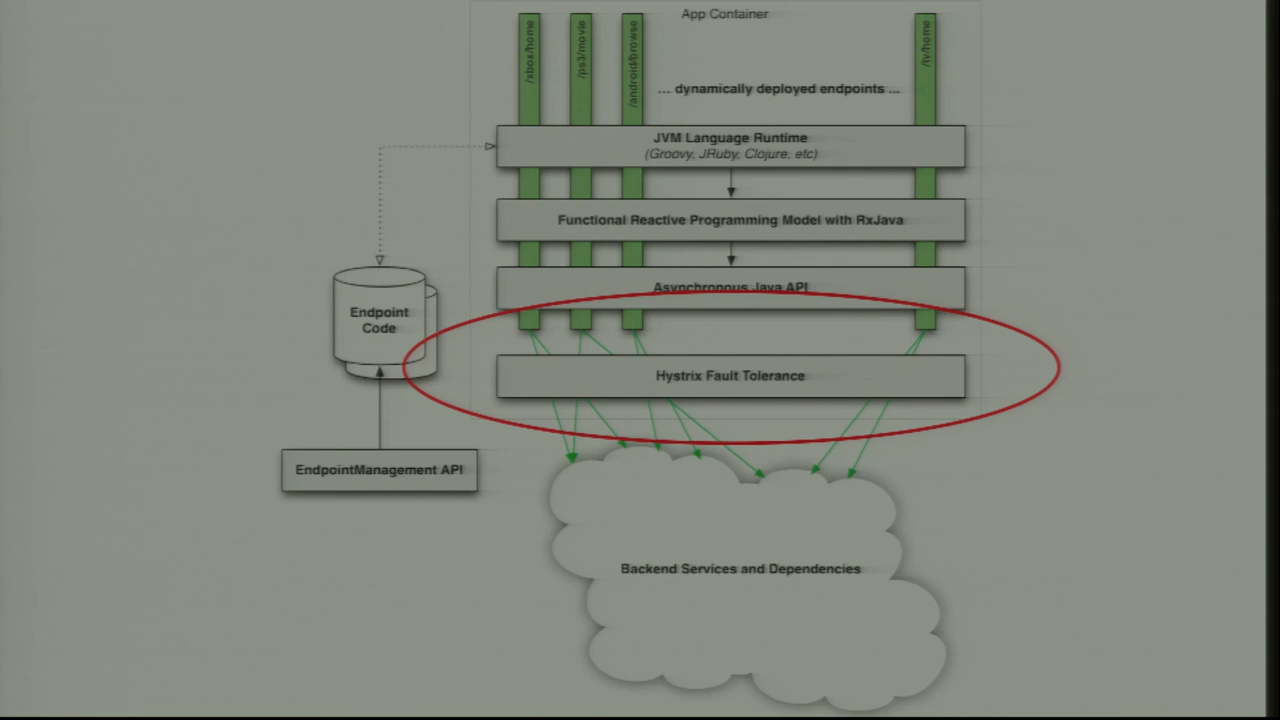 App Container
/xbox/home
/ps3/movie
/android/browse
/tv/home
... dynamically deployed endpoints ...
JVM Language Runtime
(Groovy, JRuby, Clojure, etc)
Functional Reactive Programming Model with RxJava
Asynchronous Java API
Endpoint
Code
Hystrix Fault Tolerance
EndpointManagement API
Backend Services and Dependencies